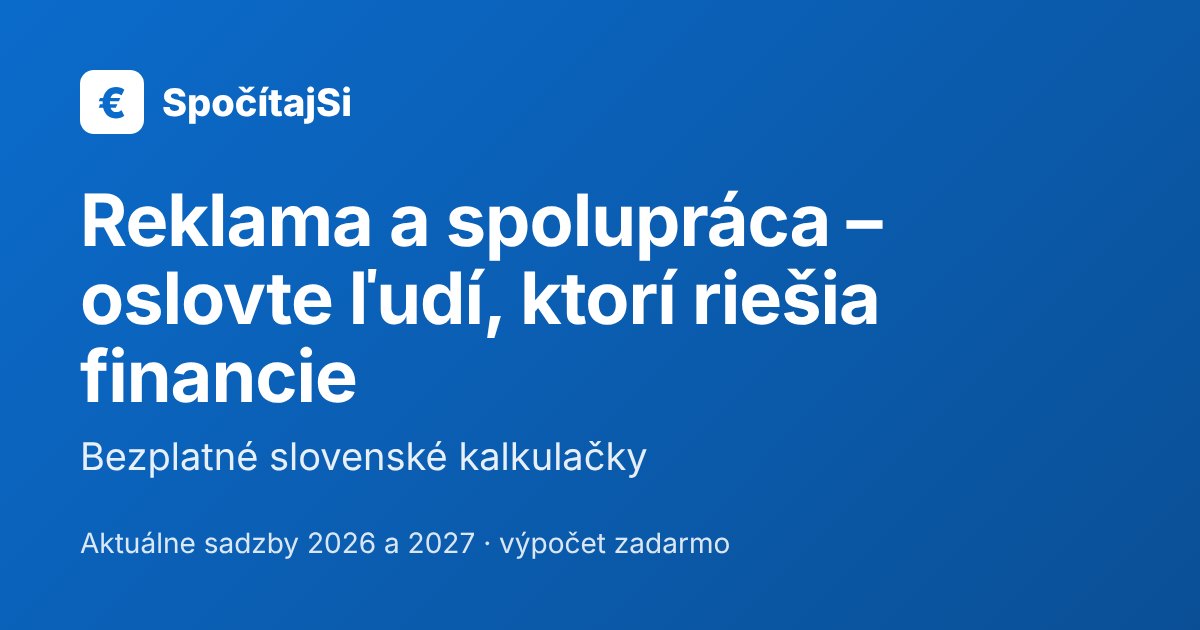 € SpočítajSi
Reklama a spolupráca –
oslovte ľudí, ktorí riešia
financie
Bezplatné slovenské kalkulačky
Aktuálne sadzby 2026 a 2027 · výpočet zadarmo